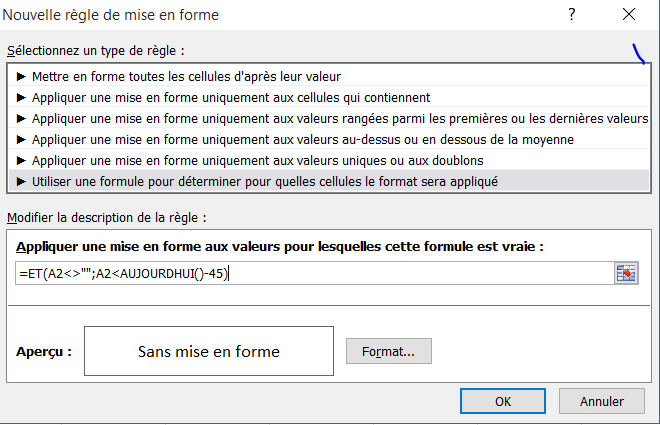 Nouvelle règle de mise en forme
?
Sélectionnez un type de règle :
► Mettre en forme toutes les cellules d'après leur valeur
► Appliquer une mise en forme uniquement aux cellules qui contiennent
► Appliquer une mise en forme uniquement aux valeurs rangées parmi les premières ou les dernières valeurs
► Appliquer une mise en forme uniquement aux valeurs au-dessus ou en dessous de la moyenne
► Appliquer une mise en forme uniquement aux valeurs uniques ou aux doublons
► Utiliser une formule pour déterminer pour quelles cellules le format sera appliqué
Modifier la description de la règle :
Appliquer une mise en forme aux valeurs pour lesquelles cette formule est vraie :
=ET(A2<>"";A2<AUJOURDHUI()-45)
Aperçu :
Sans mise en forme
Format...
OK
Annuler